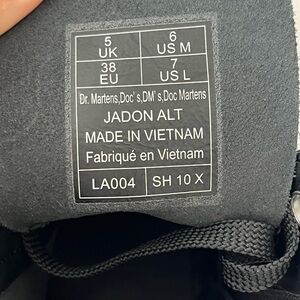 5 6
UK US M
38 7
EU US L
Dr. Martens,Doc' s,DM' s,Doc Martens
JADON ALT
MADE IN VIETNAM
Fabriqué en Vietnam
LA004 SH 10 X